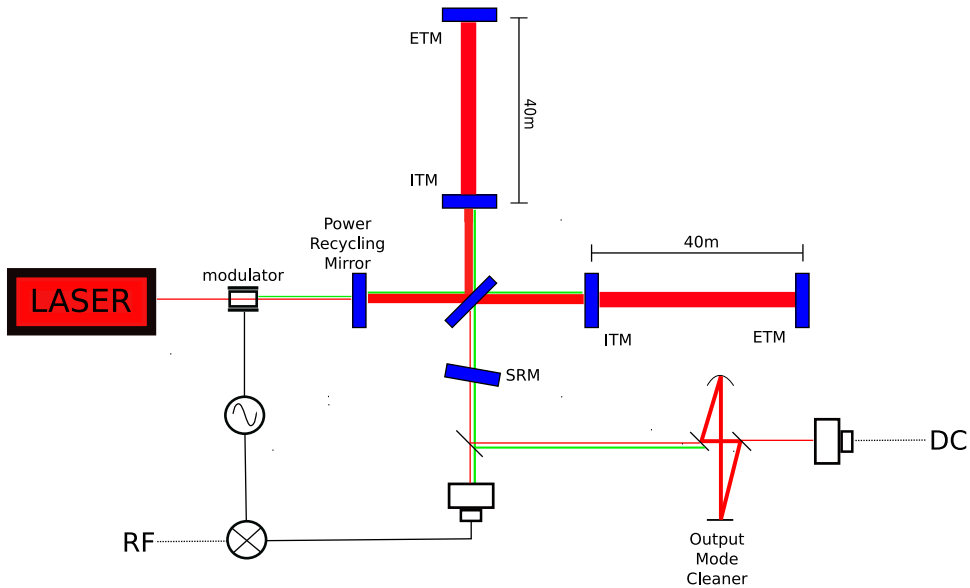 ETM
40m
ITM
Power
Recycling
Mirror
modulator
LASER
40m
ITM
ETM
SRM
DC
RF
Output
Mode
Cleaner